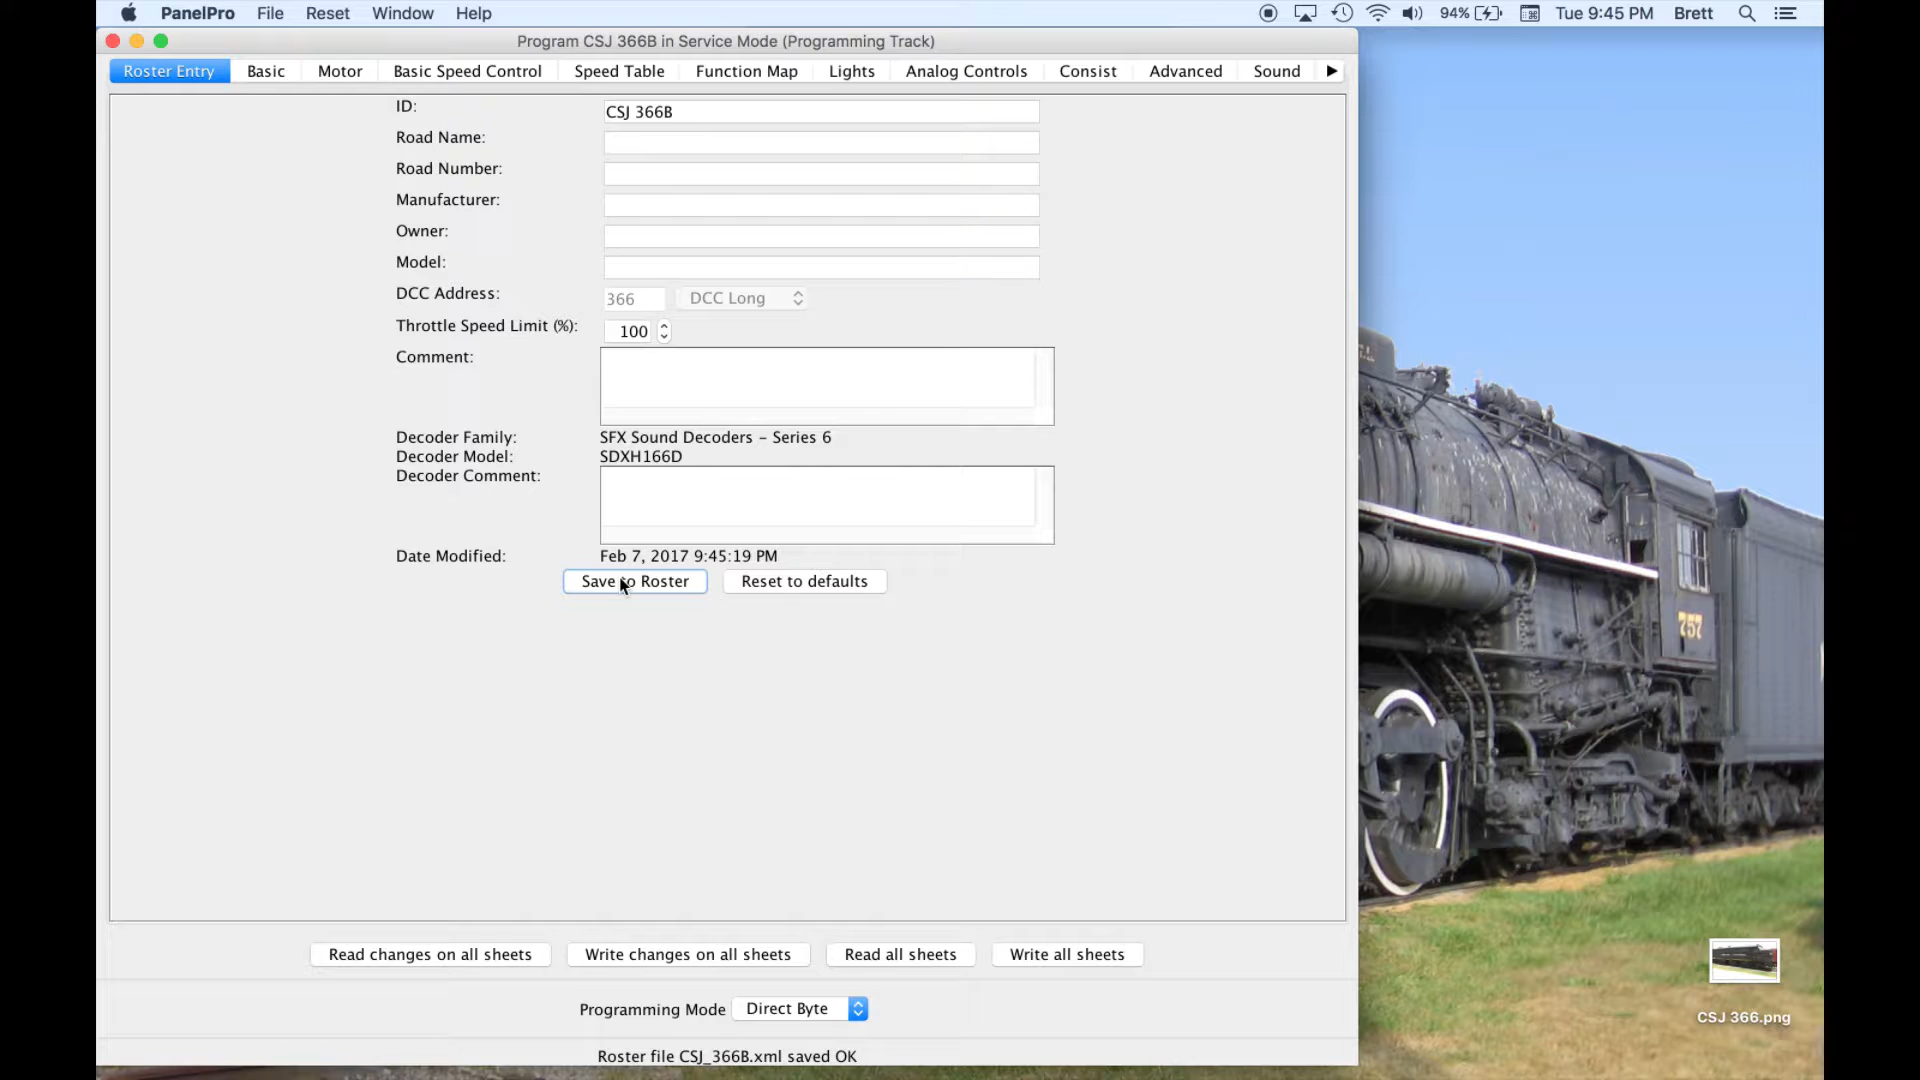 PanelPro File Reset Window Help 94% Tue 9:45 PM Brett
Program CSJ 366B in Service Mode (Programming Track)
Roster Entry Basic Motor Basic Speed Control Speed Table Function Map Lights Analog Controls Consist Advanced Sound
ID: CSJ 366B
Road Name:
Road Number:
Manufacturer:
Owner:
Model:
DCC Address: 366 DCC Long
Throttle Speed Limit (%): 100
Comment:
Decoder Family: SFX Sound Decoders - Series 6
Decoder Model: SDXH166D
Decoder Comment:
Date Modified: Feb 7, 2017 9:45:19 PM
Save to Roster Reset to defaults
757
Read changes on all sheets Write changes on all sheets Read all sheets Write all sheets
Programming Mode Direct Byte
CSJ 366.png
Roster file CSJ_366B.xml saved OK